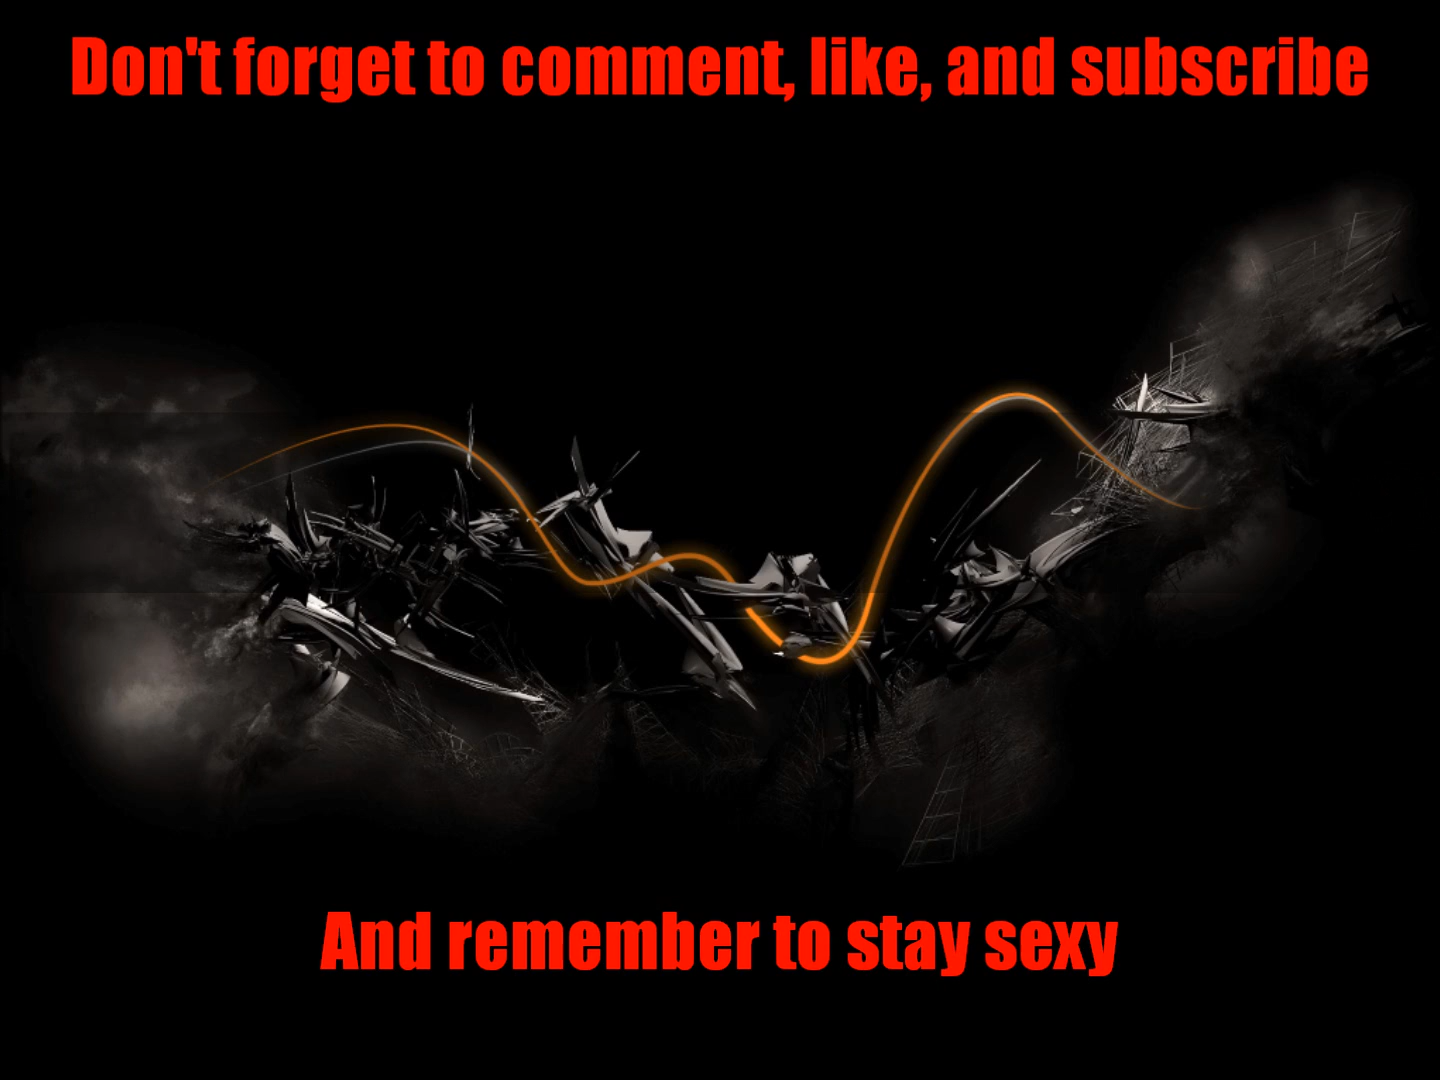 Don't forget to comment, like, and subscribe
And remember to stay sexy